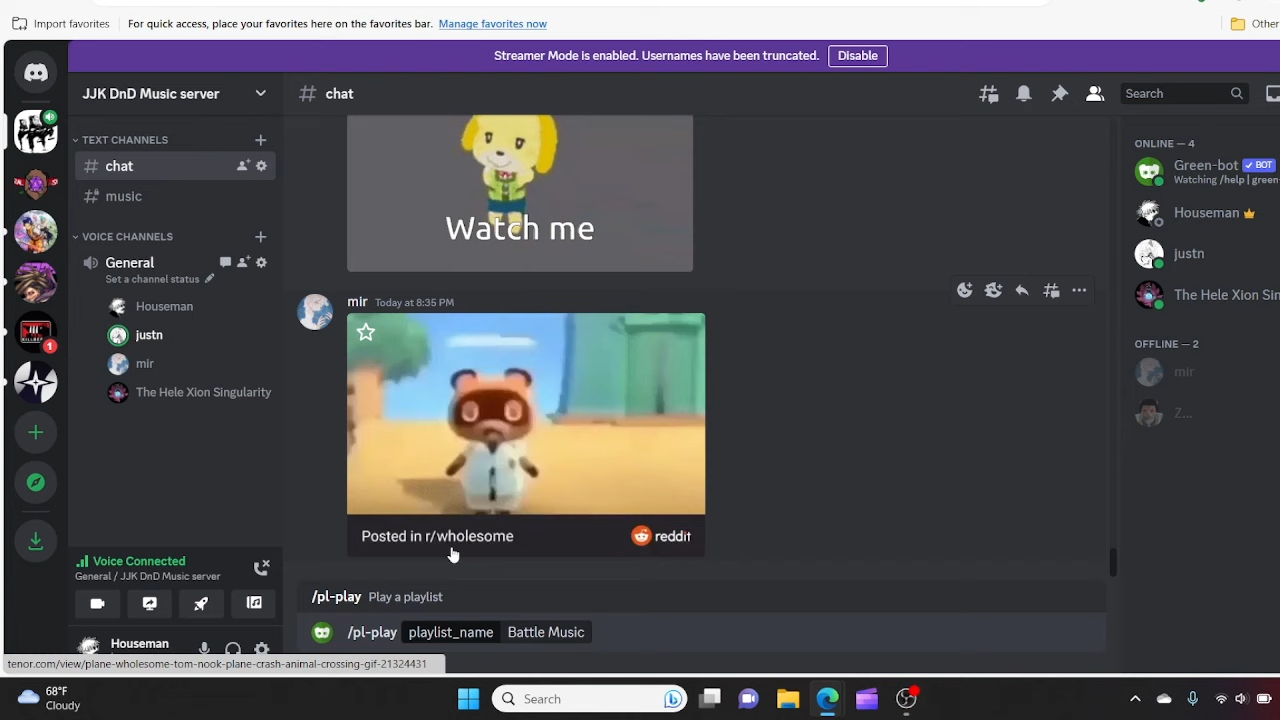 Import favorites
For quick access, place your favorites here on the favorites bar. Manage favorites now
Other
Streamer Mode is enabled. Usernames have been truncated. Disable
JJK DnD Music server
# chat
Search
TEXT CHANNELS
chat
music
VOICE CHANNELS
General
Set a channel status
Houseman
justn
mir
The Hele Xion Singularity
1
Voice Connected
General / JJK DnD Music server
Houseman
Watch me
mir Today at 8:35 PM
Posted in r/wholesome
reddit
/pl-play Play a playlist
/pl-play playlist_name Battle Music
ONLINE — 4
Green-bot ✓ BOT
Watching /help | green-
Houseman
justn
The Hele Xion Sin
OFFLINE — 2
mir
Z...
tenor.com/view/plane-wholesome-tom-nook-plane-crash-animal-crossing-gif-21324431
68°F
Cloudy
Search